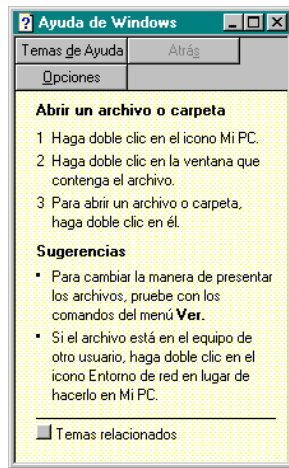 Ayuda de Windows
Temas de Ayuda Atrás
Opciones
Abrir un archivo o carpeta
1 Haga doble clic en el icono Mi PC.
2 Haga doble clic en la ventana que
contenga el archivo.
3 Para abrir un archivo o carpeta,
haga doble clic en él.
Sugerencias
▪ Para cambiar la manera de presentar
los archivos, pruebe con los
comandos del menú Ver.
▪ Si el archivo está en el equipo de
otro usuario, haga doble clic en el
icono Entorno de red en lugar de
hacerlo en Mi PC.
Temas relacionados